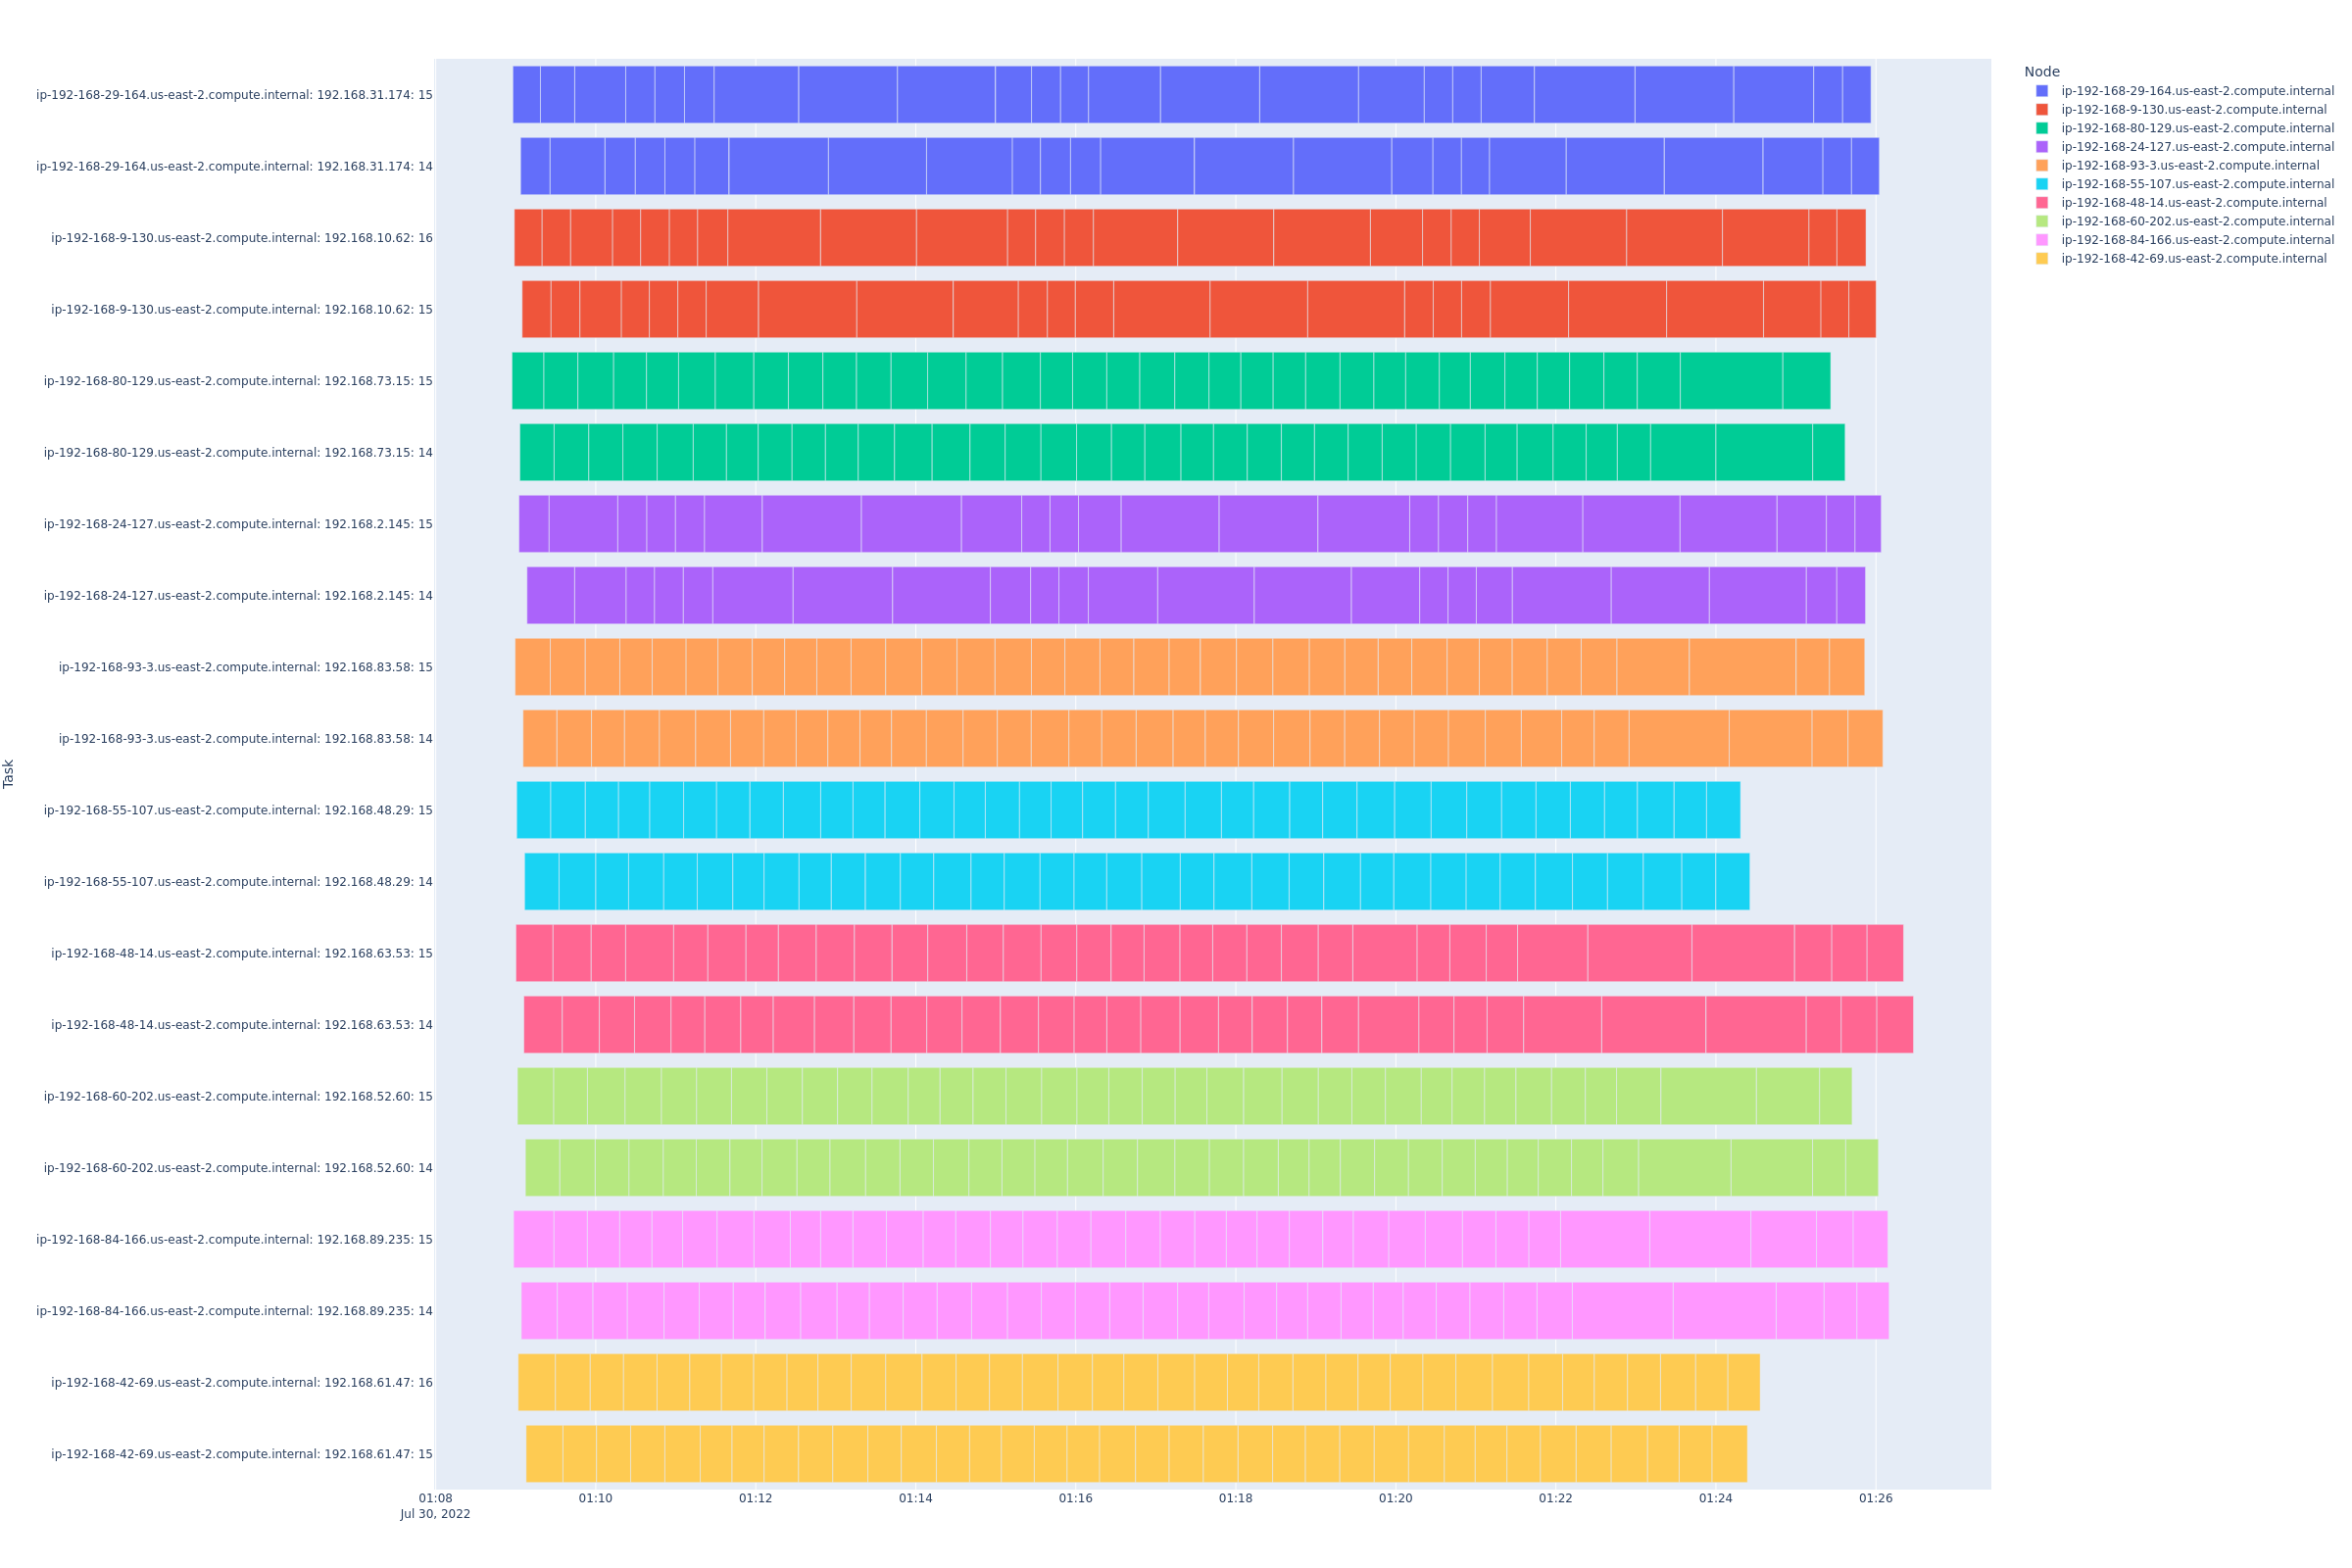 Node
ip-192-168-29-164.us-east-2.compute.internal
ip-192-168-9-130.us-east-2.compute.internal
ip-192-168-80-129.us-east-2.compute.internal
ip-192-168-24-127.us-east-2.compute.internal
ip-192-168-93-3.us-east-2.compute.internal
ip-192-168-55-107.us-east-2.compute.internal
ip-192-168-48-14.us-east-2.compute.internal
ip-192-168-60-202.us-east-2.compute.internal
ip-192-168-84-166.us-east-2.compute.internal
ip-192-168-42-69.us-east-2.compute.internal
Task
ip-192-168-29-164.us-east-2.compute.internal: 192.168.31.174: 15
ip-192-168-29-164.us-east-2.compute.internal: 192.168.31.174: 14
ip-192-168-9-130.us-east-2.compute.internal: 192.168.10.62: 16
ip-192-168-9-130.us-east-2.compute.internal: 192.168.10.62: 15
ip-192-168-80-129.us-east-2.compute.internal: 192.168.73.15: 15
ip-192-168-80-129.us-east-2.compute.internal: 192.168.73.15: 14
ip-192-168-24-127.us-east-2.compute.internal: 192.168.2.145: 15
ip-192-168-24-127.us-east-2.compute.internal: 192.168.2.145: 14
ip-192-168-93-3.us-east-2.compute.internal: 192.168.83.58: 15
ip-192-168-93-3.us-east-2.compute.internal: 192.168.83.58: 14
ip-192-168-55-107.us-east-2.compute.internal: 192.168.48.29: 15
ip-192-168-55-107.us-east-2.compute.internal: 192.168.48.29: 14
ip-192-168-48-14.us-east-2.compute.internal: 192.168.63.53: 15
ip-192-168-48-14.us-east-2.compute.internal: 192.168.63.53: 14
ip-192-168-60-202.us-east-2.compute.internal: 192.168.52.60: 15
ip-192-168-60-202.us-east-2.compute.internal: 192.168.52.60: 14
ip-192-168-84-166.us-east-2.compute.internal: 192.168.89.235: 15
ip-192-168-84-166.us-east-2.compute.internal: 192.168.89.235: 14
ip-192-168-42-69.us-east-2.compute.internal: 192.168.61.47: 16
ip-192-168-42-69.us-east-2.compute.internal: 192.168.61.47: 15
01:08 01:10 01:12 01:14 01:16 01:18 01:20 01:22 01:24 01:26
Jul 30, 2022